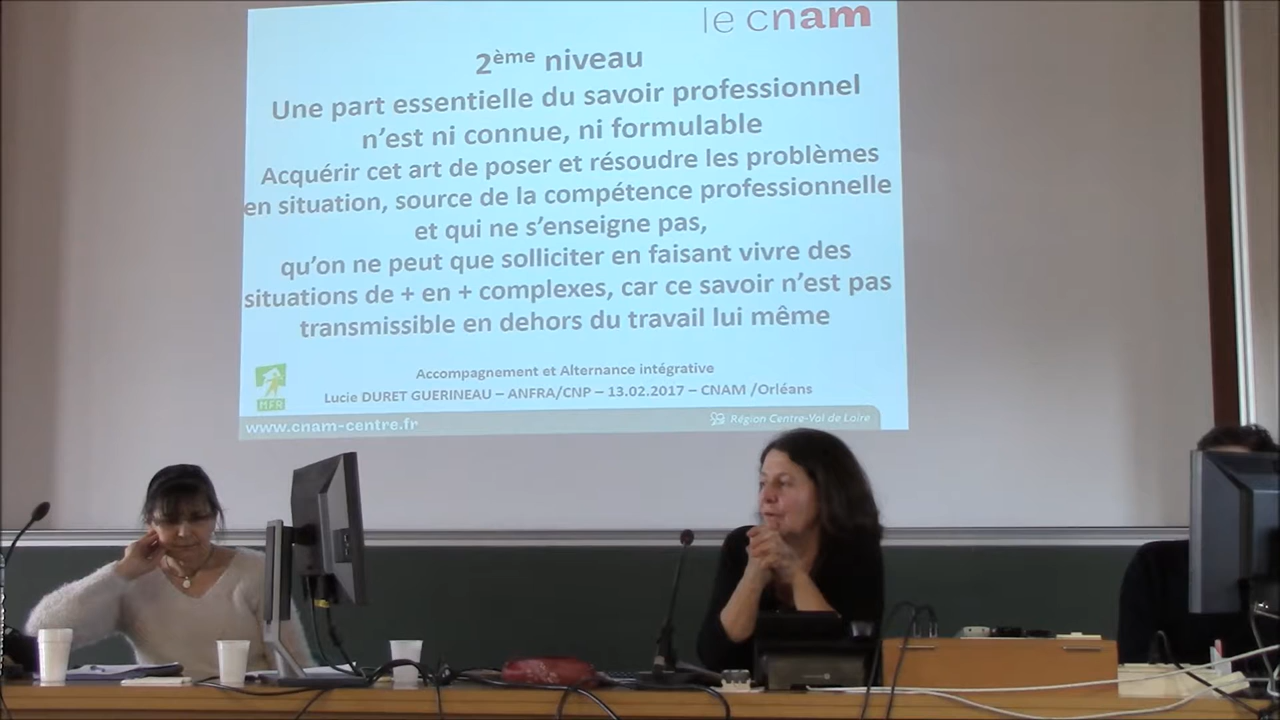 le cnam
2ème niveau
Une part essentielle du savoir professionnel
n'est ni connue, ni formulable
Acquérir cet art de poser et résoudre les problèmes
en situation, source de la compétence professionnelle
et qui ne s'enseigne pas,
qu'on ne peut que solliciter en faisant vivre des
situations de + en + complexes, car ce savoir n'est pas
transmissible en dehors du travail lui même
Accompagnement et Alternance intégrative
Lucie DURET GUERINEAU – ANFRA/CNP – 13.02.2017 – CNAM /Orléans
MFR
www.cnam-centre.fr
Région Centre-Val de Loire